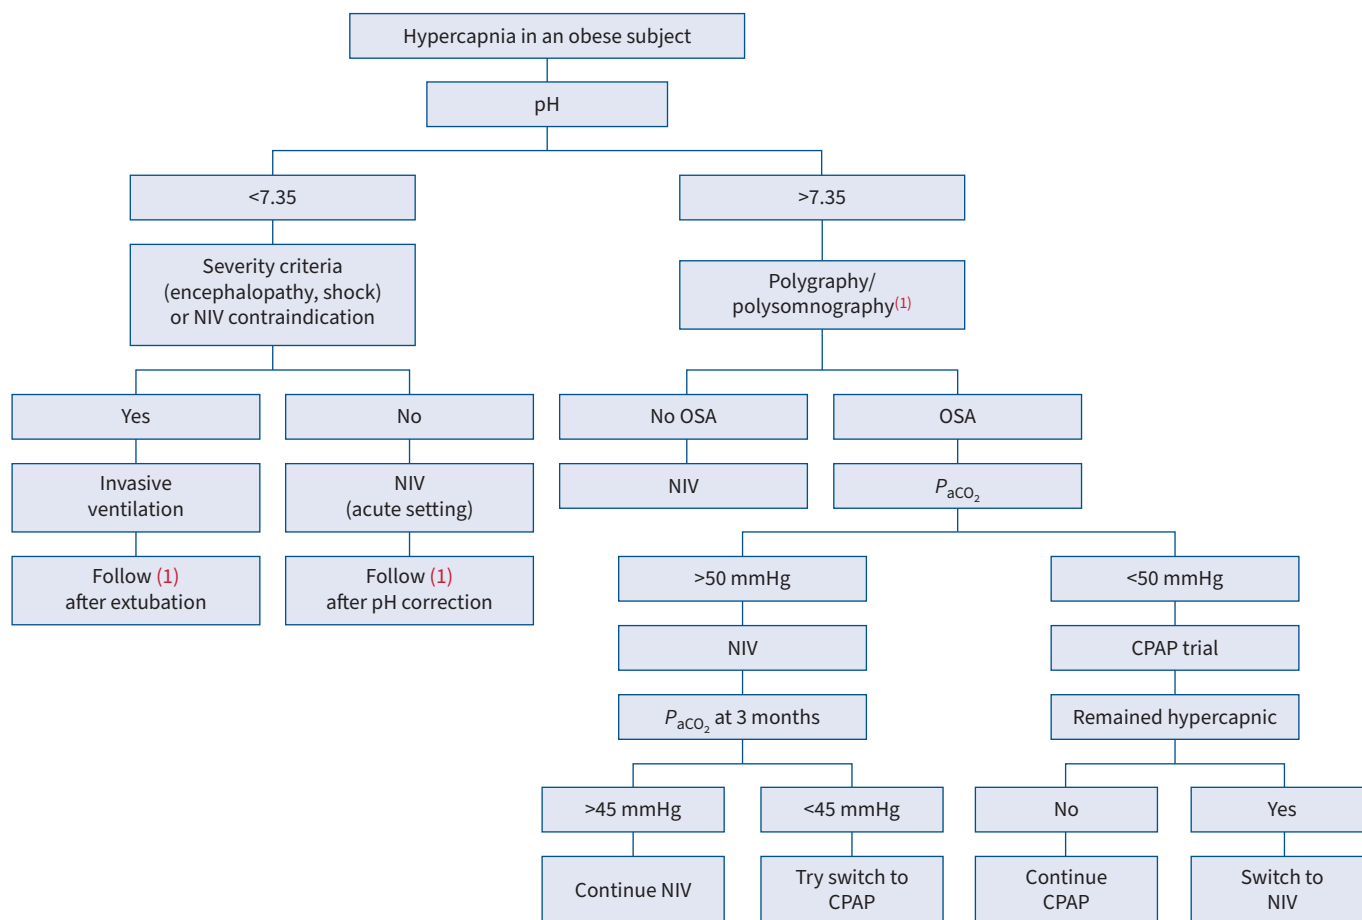 Hypercapnia in an obese subject
pH
<7.35
>7.35
Severity criteria
(encephalopathy, shock)
or NIV contraindication
Polygraphy/
polysomnography(1)
Yes
No
No OSA
OSA
Invasive
ventilation
NIV
(acute setting)
NIV
PaCO2
Follow (1)
after extubation
Follow (1)
after pH correction
>50 mmHg
<50 mmHg
NIV
CPAP trial
PaCO2 at 3 months
Remained hypercapnic
>45 mmHg
<45 mmHg
No
Yes
Continue NIV
Try switch to
CPAP
Continue
CPAP
Switch to
NIV